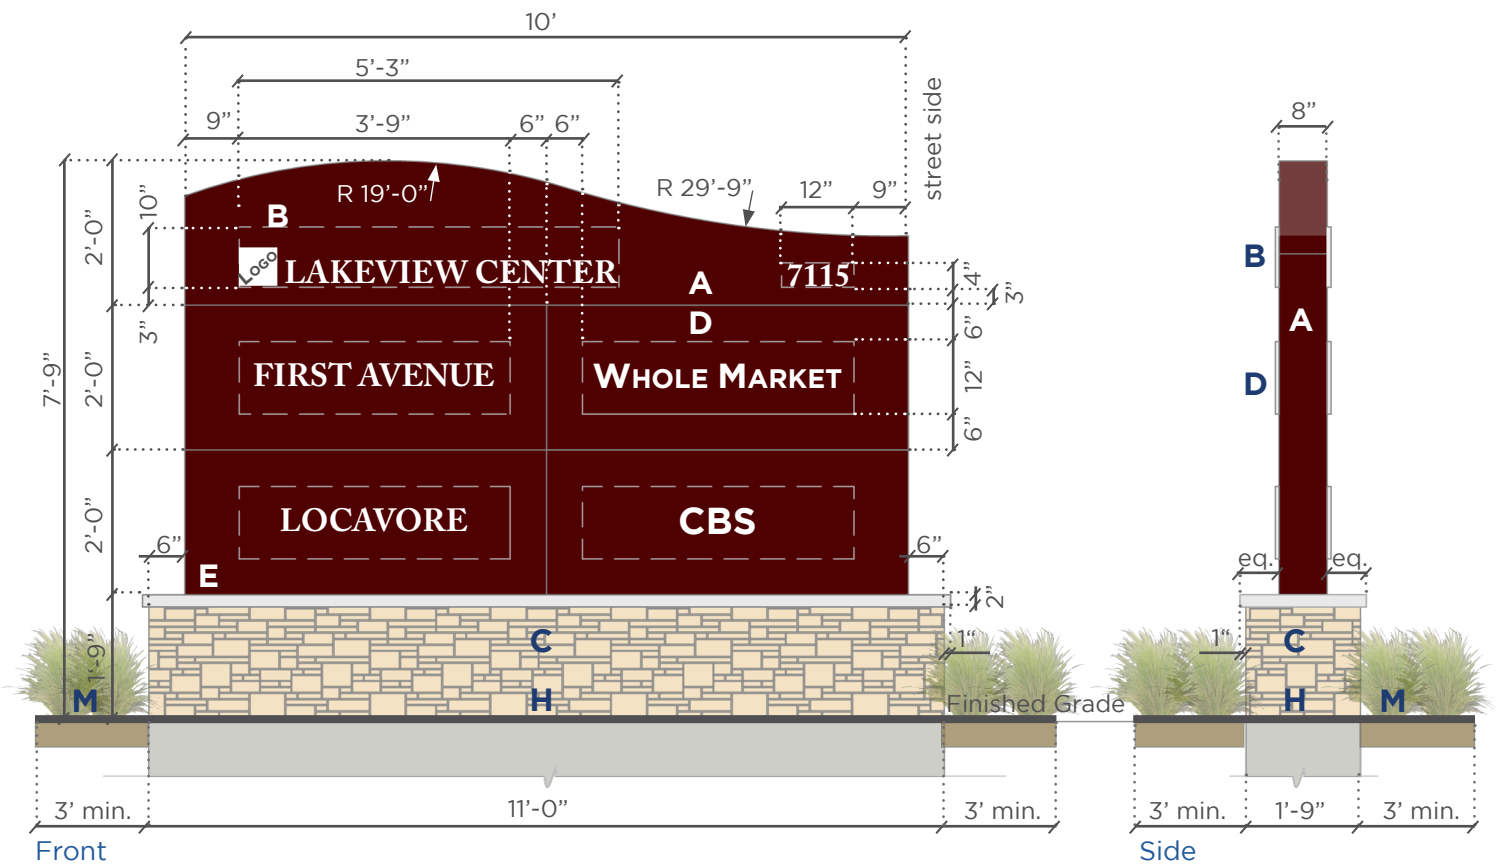 10’
5’-3”
8”
9” 3’-9” 6” 6”
street side
R 19’-0” R 29’-9” 12” 9”
10”
2’-0”
B
LOGO LAKEVIEW CENTER 7115
A
4”
3”
B
3”
D
6”
A
7’-9”
2’-0”
FIRST AVENUE WHOLE MARKET
12”
D
6”
2’-0”
LOCAVORE CBS
6” 6”
E
eq. eq.
2”
1’-9”
C
1“
1“
C
M H Finished Grade H M
3’ min. 11’-0” 3’ min. 3’ min. 1’-9” 3’ min.
Front Side